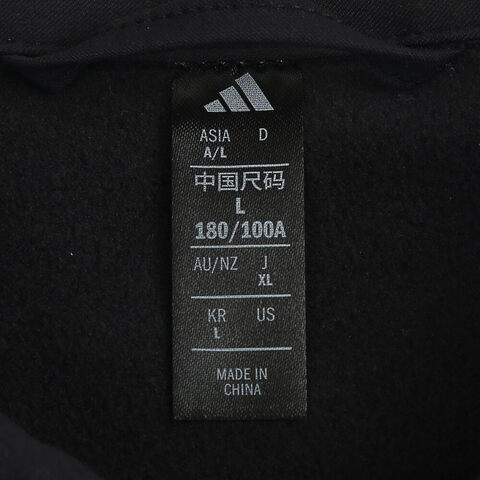 ASIA D
A/L
中国尺码
L
180/100A
AU/NZ J
XL
KR US
L
MADE IN
CHINA